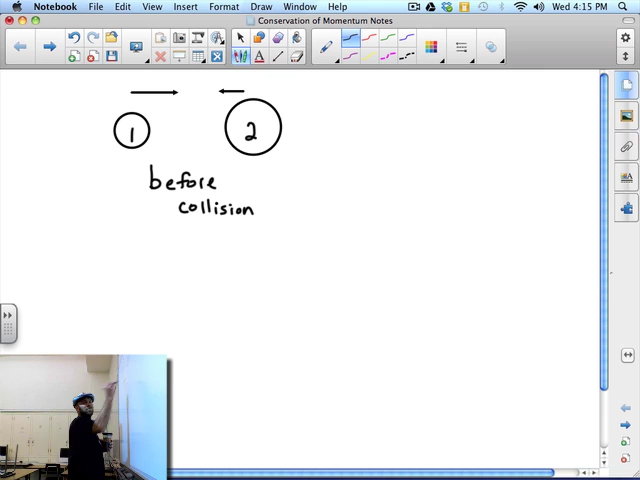 Notebook File Edit View Insert Format Draw Window Help Wed 4:15 PM
Conservation of Momentum Notes
1 2
before
collision